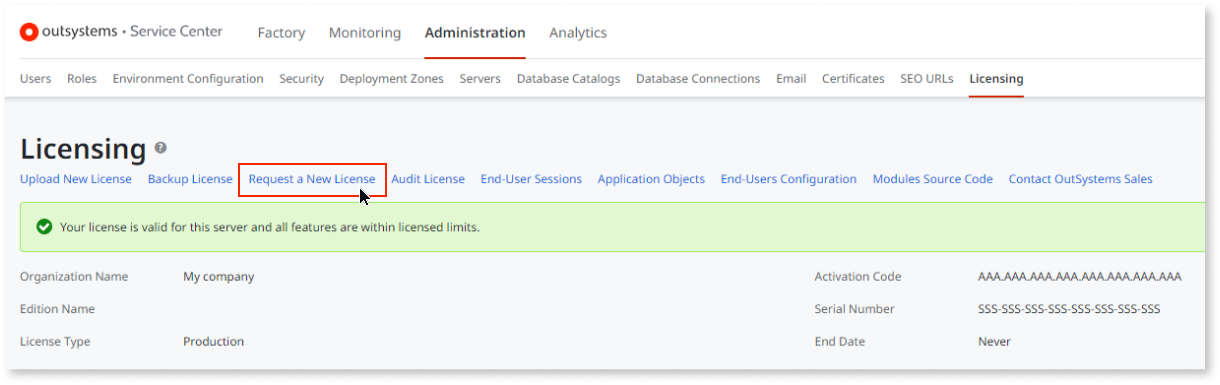 outsystems • Service Center Factory Monitoring Administration Analytics
Users Roles Environment Configuration Security Deployment Zones Servers Database Catalogs Database Connections Email Certificates SEO URLs Licensing
Licensing ?
Upload New License Backup License Request a New License Audit License End-User Sessions Application Objects End-Users Configuration Modules Source Code Contact OutSystems Sales
Your license is valid for this server and all features are within licensed limits.
Organization Name My company Activation Code AAA.AAA.AAA.AAA.AAA.AAA.AAA.AAA
Edition Name Serial Number SSS-SSS-SSS-SSS-SSS-SSS-SSS-SSS
License Type Production End Date Never